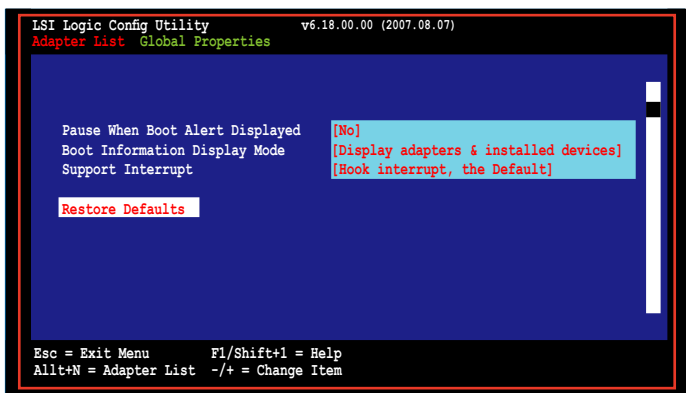 LSI Logic Config Utility v6.18.00.00 (2007.08.07)
Adapter List Global Properties
Pause When Boot Alert Displayed [No]
Boot Information Display Mode [Display adapters & installed devices]
Support Interrupt [Hook interrupt, the Default]
Restore Defaults
Esc = Exit Menu F1/Shift+1 = Help
Allt+N = Adapter List -/+ = Change Item